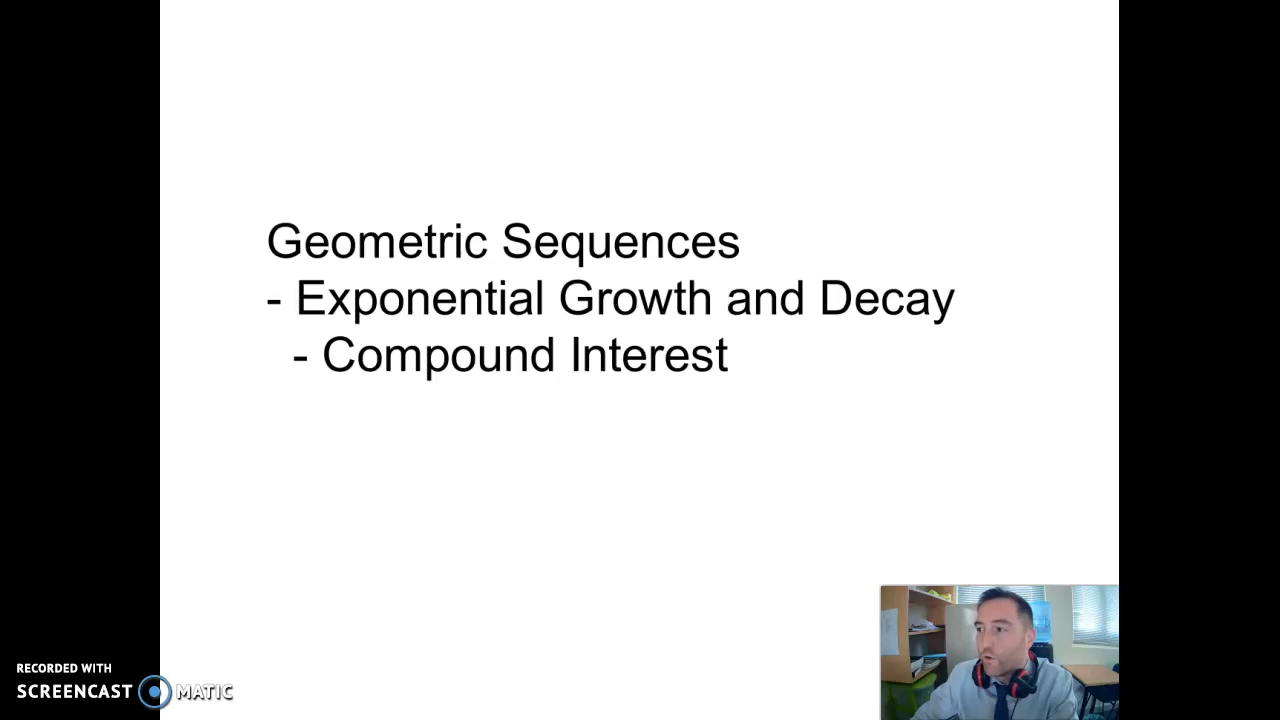 Geometric Sequences
- Exponential Growth and Decay
- Compound Interest
RECORDED WITH
SCREENCAST MATIC